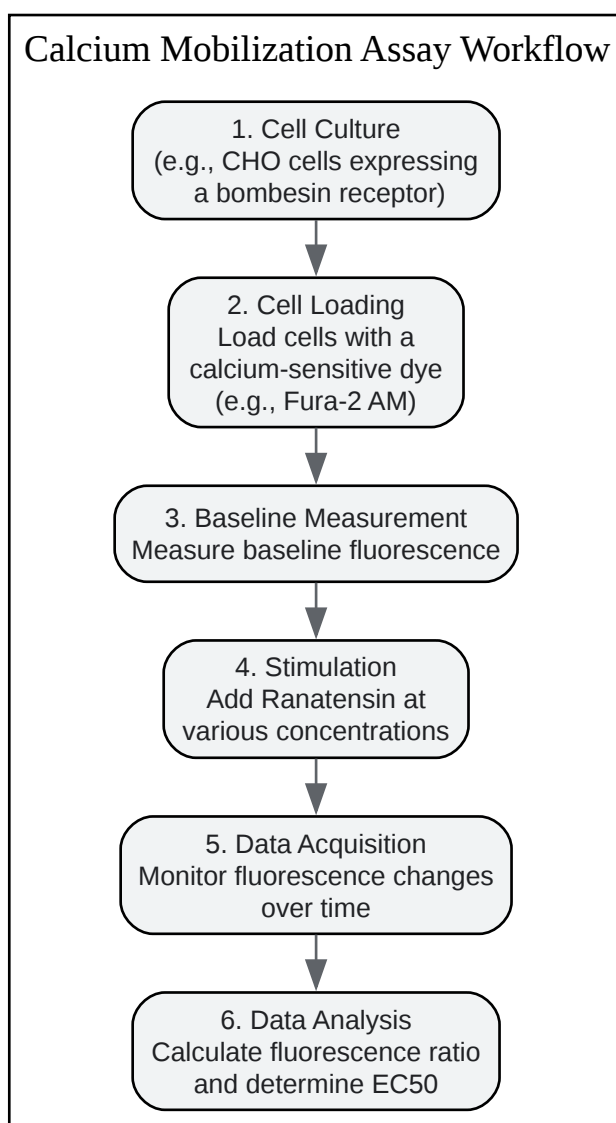 Calcium Mobilization Assay Workflow
1. Cell Culture
(e.g., CHO cells expressing
a bombesin receptor)
2. Cell Loading
Load cells with a
calcium-sensitive dye
(e.g., Fura-2 AM)
3. Baseline Measurement
Measure baseline fluorescence
4. Stimulation
Add Ranatensin at
various concentrations
5. Data Acquisition
Monitor fluorescence changes
over time
6. Data Analysis
Calculate fluorescence ratio
and determine EC50